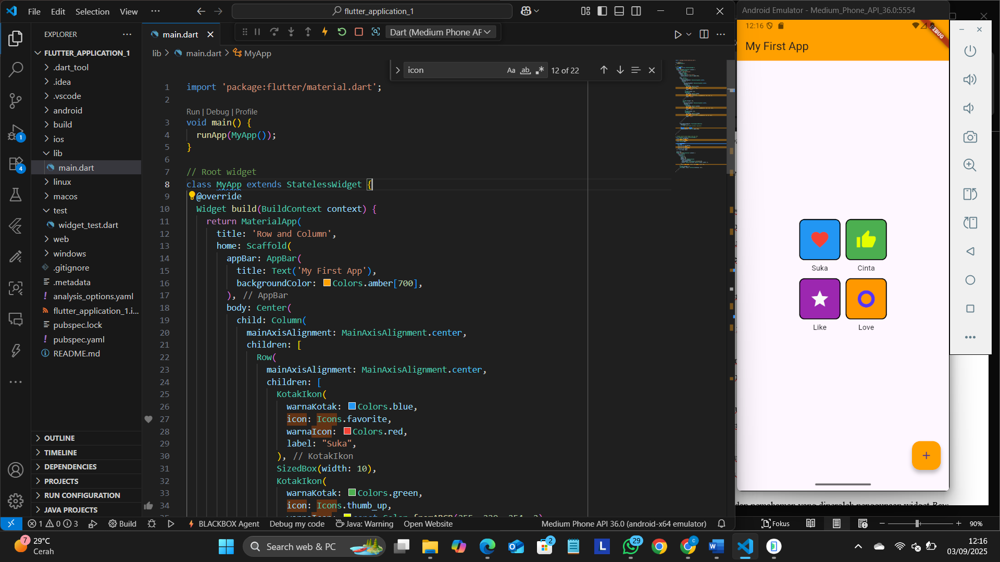 File Edit Selection View ···
flutter_application_1
EXPLORER
FLUTTER_APPLICATION_1
.dart_tool
.idea
.vscode
android
build
ios
lib
main.dart
linux
macos
test
widget_test.dart
web
windows
.gitignore
.metadata
analysis_options.yaml
flutter_application_1.i...
pubspec.lock
pubspec.yaml
README.md
OUTLINE
TIMELINE
DEPENDENCIES
PROJECTS
RUN CONFIGURATION
JAVA PROJECTS
1
4
main.dart
Dart (Medium Phone AF
lib > main.dart > MyApp
icon
Aa ab 12 of 22
1 import 'package:flutter/material.dart';
2
Run | Debug | Profile
3 void main() {
4 runApp(MyApp());
5 }
6
7 // Root widget
8 class MyApp extends StatelessWidget {
9 @override
10 Widget build(BuildContext context) {
11 return MaterialApp(
12 title: 'Row and Column',
13 home: Scaffold(
14 appBar: AppBar(
15 title: Text('My First App'),
16 backgroundColor: Colors.amber[700],
17 ), // AppBar
18 body: Center(
19 child: Column(
20 mainAxisAlignment: MainAxisAlignment.center,
21 children: [
22 Row(
23 mainAxisAlignment: MainAxisAlignment.center,
24 children: [
25 KotakIkon(
26 warnaKotak: Colors.blue,
27 icon: Icons.favorite,
28 warnaIcon: Colors.red,
29 label: "Suka",
30 ), // KotakIkon
31 SizedBox(width: 10),
32 KotakIkon(
33 warnaKotak: Colors.green,
34 icon: Icons.thumb_up,
Android Emulator - Medium_Phone_API_36.0:5554
12:16
DEBUG
My First App
Suka Cinta
Like Love
+
1 0 3 Build BLACKBOX Agent Debug my code Java: Warning Open Website Medium Phone API 36.0 (android-x64 emulator)
Fokus
90%
7
29°C
Cerah
Search web & PC
2
L
29
12:16
03/09/2025